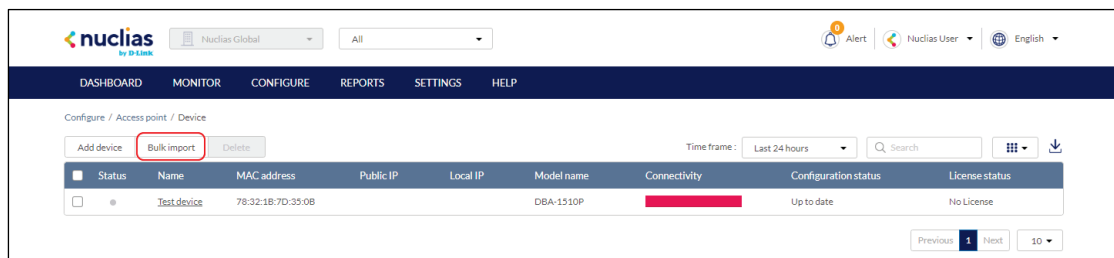 nuclias Nuclias Global All 0 Alert Nuclias User English
by D-Link
DASHBOARD MONITOR CONFIGURE REPORTS SETTINGS HELP
Configure / Access point / Device
Add device Bulk import Delete Time frame : Last 24 hours Search
Status Name MAC address Public IP Local IP Model name Connectivity Configuration status License status
Test device 78:32:1B:7D:35:0B DBA-1510P Up to date No License
Previous 1 Next 10